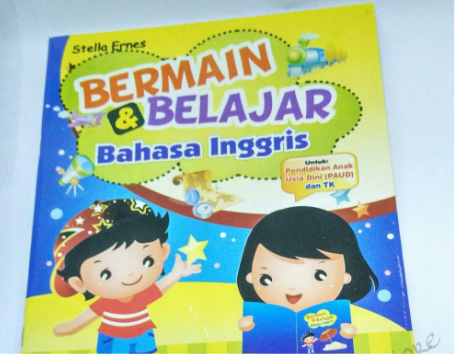 Stella Ernes
BERMAIN
& BELAJAR
Bahasa Inggris
Untuk:
Pendidikan Anak
Usia Dini (PAUD)
dan TK